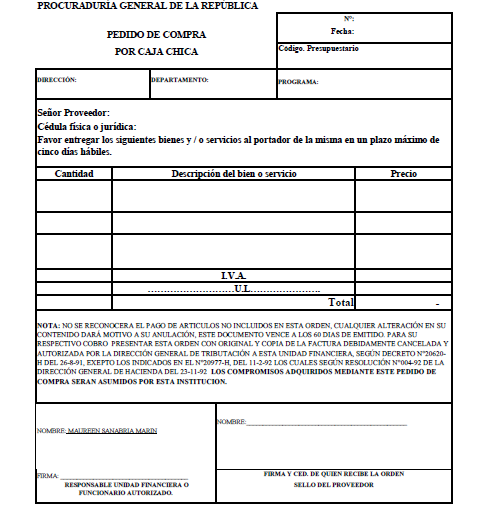 PROCURADURÍA GENERAL DE LA REPÚBLICA
PEDIDO DE COMPRA
POR CAJA CHICA
N°:
Fecha:
Código. Presupuestario
DIRECCIÓN:
DEPARTAMENTO:
PROGRAMA:
Señor Proveedor:
Cédula física o jurídica:
Favor entregar los siguientes bienes y / o servicios al portador de la misma en un plazo máximo de
cinco días hábiles.
Cantidad Descripción del bien o servicio Precio
I.V.A.
………………………U.L………………….
Total -
NOTA: NO SE RECONOCERA EL PAGO DE ARTICULOS NO INCLUIDOS EN ESTA ORDEN, CUALQUIER ALTERACIÓN EN SU
CONTENIDO DARÁ MOTIVO A SU ANULACIÓN, ESTE DOCUMENTO VENCE A LOS 60 DIAS DE EMITIDO. PARA SU
RESPECTIVO COBRO PRESENTAR ESTA ORDEN CON ORIGINAL Y COPIA DE LA FACTURA DEBIDAMENTE CANCELADA Y
AUTORIZADA POR LA DIRECCIÓN GENERAL DE TRIBUTACIÓN A ESTA UNIDAD FINANCIERA, SEGÚN DECRETO N°20620-
H DEL 26-8-91, EXEPTO LOS INDICADOS EN EL N°20977-H, DEL 11-2-92 LOS CUALES SEGÚN RESOLUCIÓN N°004-92 DE LA
DIRECCIÓN GENERAL DE HACIENDA DEL 23-11-92 LOS COMPROMISOS ADQUIRIDOS MEDIANTE ESTE PEDIDO DE
COMPRA SERAN ASUMIDOS POR ESTA INSTITUCION.
NOMBRE: MAUREEN SANABRIA MARIN
FIRMA:
RESPONSABLE UNIDAD FINANCIERA O
FUNCIONARIO AUTORIZADO.
NOMBRE:
FIRMA Y CED. DE QUIEN RECIBE LA ORDEN
SELLO DEL PROVEEDOR